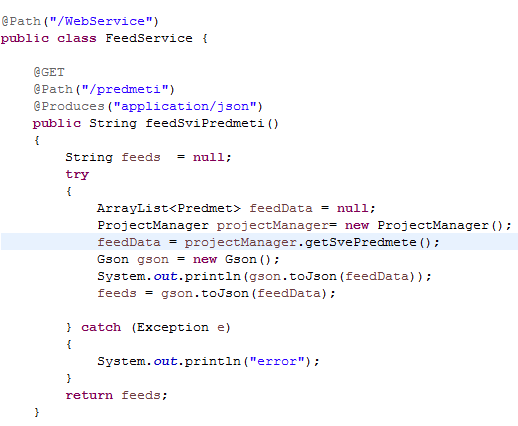 @Path("/WebService")
public class FeedService {
@GET
@Path("/predmeti")
@Produces("application/json")
public String feedSviPredmeti()
{
String feeds  = null;
try
{
ArrayList<Predmet> feedData = null;
ProjectManager projectManager= new ProjectManager();
feedData = projectManager.getSvePredmete();
Gson gson = new Gson();
System.out.println(gson.toJson(feedData));
feeds = gson.toJson(feedData);
} catch (Exception e)
{
System.out.println("error");
}
return feeds;
}